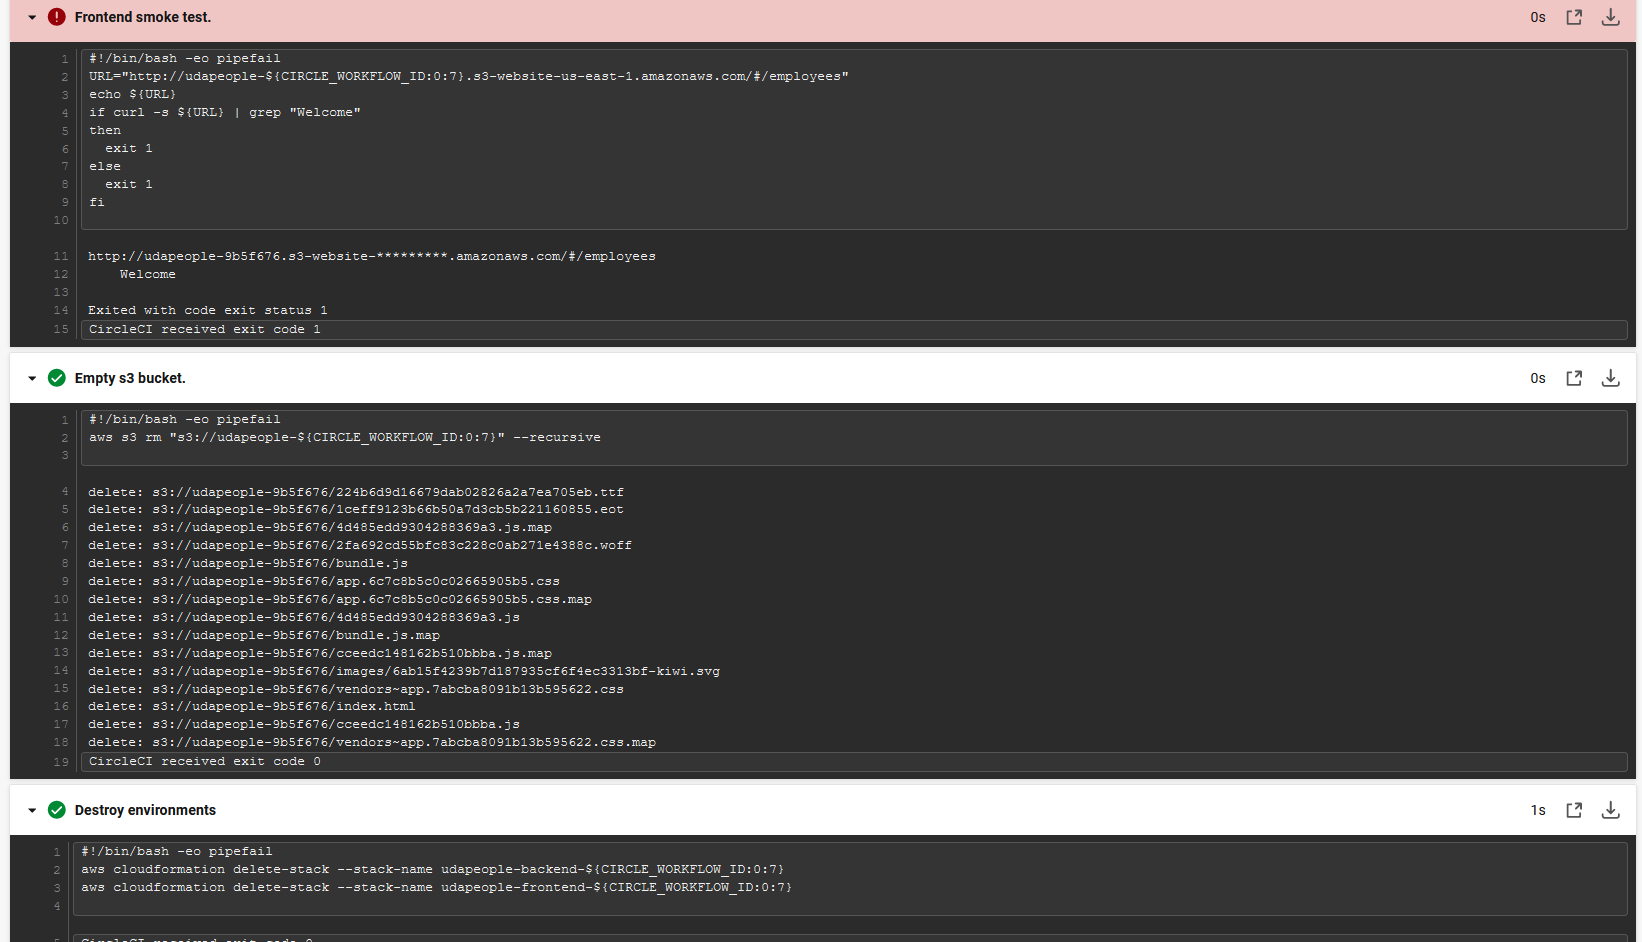 Frontend smoke test.
0s
1 #!/bin/bash -eo pipefail
2 URL="http://udapeople-${CIRCLE_WORKFLOW_ID:0:7}.s3-website-us-east-1.amazonaws.com/#/employees"
3 echo ${URL}
4 if curl -s ${URL} | grep "Welcome"
5 then
6   exit 1
7 else
8   exit 1
9 fi
10
11 http://udapeople-9b5f676.s3-website-*********.amazonaws.com/#/employees
12     Welcome
13
14 Exited with code exit status 1
15 CircleCI received exit code 1
Empty s3 bucket.
0s
1 #!/bin/bash -eo pipefail
2 aws s3 rm "s3://udapeople-${CIRCLE_WORKFLOW_ID:0:7}" --recursive
3
4 delete: s3://udapeople-9b5f676/224b6d9d16679dab02826a2a7ea705eb.ttf
5 delete: s3://udapeople-9b5f676/1ceff9123b66b50a7d3cb5b221160855.eot
6 delete: s3://udapeople-9b5f676/4d485edd9304288369a3.js.map
7 delete: s3://udapeople-9b5f676/2fa692cd55bfc83c228c0ab271e4388c.woff
8 delete: s3://udapeople-9b5f676/bundle.js
9 delete: s3://udapeople-9b5f676/app.6c7c8b5c0c02665905b5.css
10 delete: s3://udapeople-9b5f676/app.6c7c8b5c0c02665905b5.css.map
11 delete: s3://udapeople-9b5f676/4d485edd9304288369a3.js
12 delete: s3://udapeople-9b5f676/bundle.js.map
13 delete: s3://udapeople-9b5f676/cceedc148162b510bbba.js.map
14 delete: s3://udapeople-9b5f676/images/6ab15f4239b7d187935cf6f4ec3313bf-kiwi.svg
15 delete: s3://udapeople-9b5f676/vendors~app.7abcba8091b13b595622.css
16 delete: s3://udapeople-9b5f676/index.html
17 delete: s3://udapeople-9b5f676/cceedc148162b510bbba.js
18 delete: s3://udapeople-9b5f676/vendors~app.7abcba8091b13b595622.css.map
19 CircleCI received exit code 0
Destroy environments
1s
1 #!/bin/bash -eo pipefail
2 aws cloudformation delete-stack --stack-name udapeople-backend-${CIRCLE_WORKFLOW_ID:0:7}
3 aws cloudformation delete-stack --stack-name udapeople-frontend-${CIRCLE_WORKFLOW_ID:0:7}
4
5 CircleCI received exit code 0